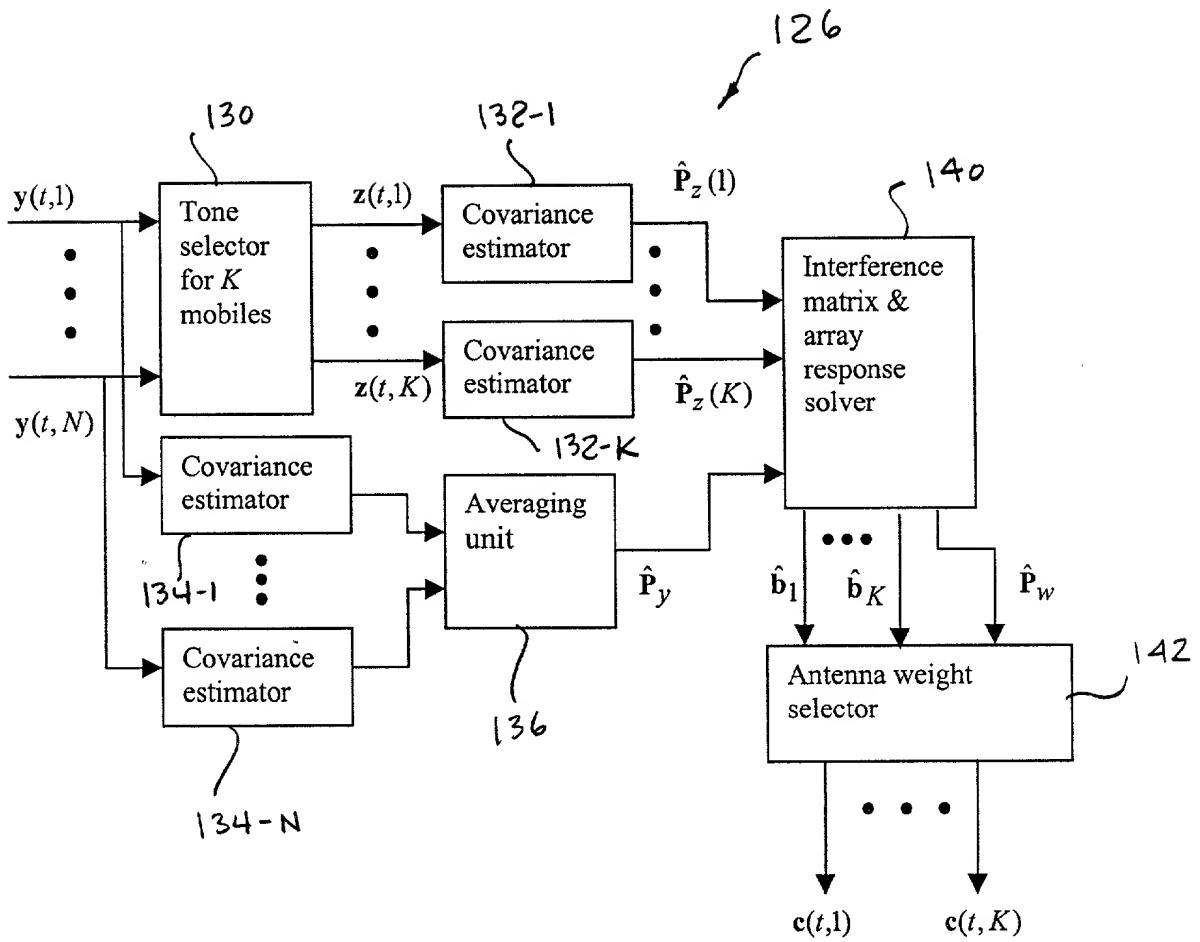 126
130
132-1
y(t,1)
Tone
selector
for K
mobiles
z(t,1)
Covariance
estimator
P̂z(1)
140
Interference
matrix &
array
response
solver
y(t, N)
z(t, K)
Covariance
estimator
P̂z(K)
132-K
Covariance
estimator
134-1
Averaging
unit
P̂y
136
Covariance
estimator
134-N
b̂1
b̂K
P̂w
Antenna weight
selector
142
c(t,1)
c(t, K)